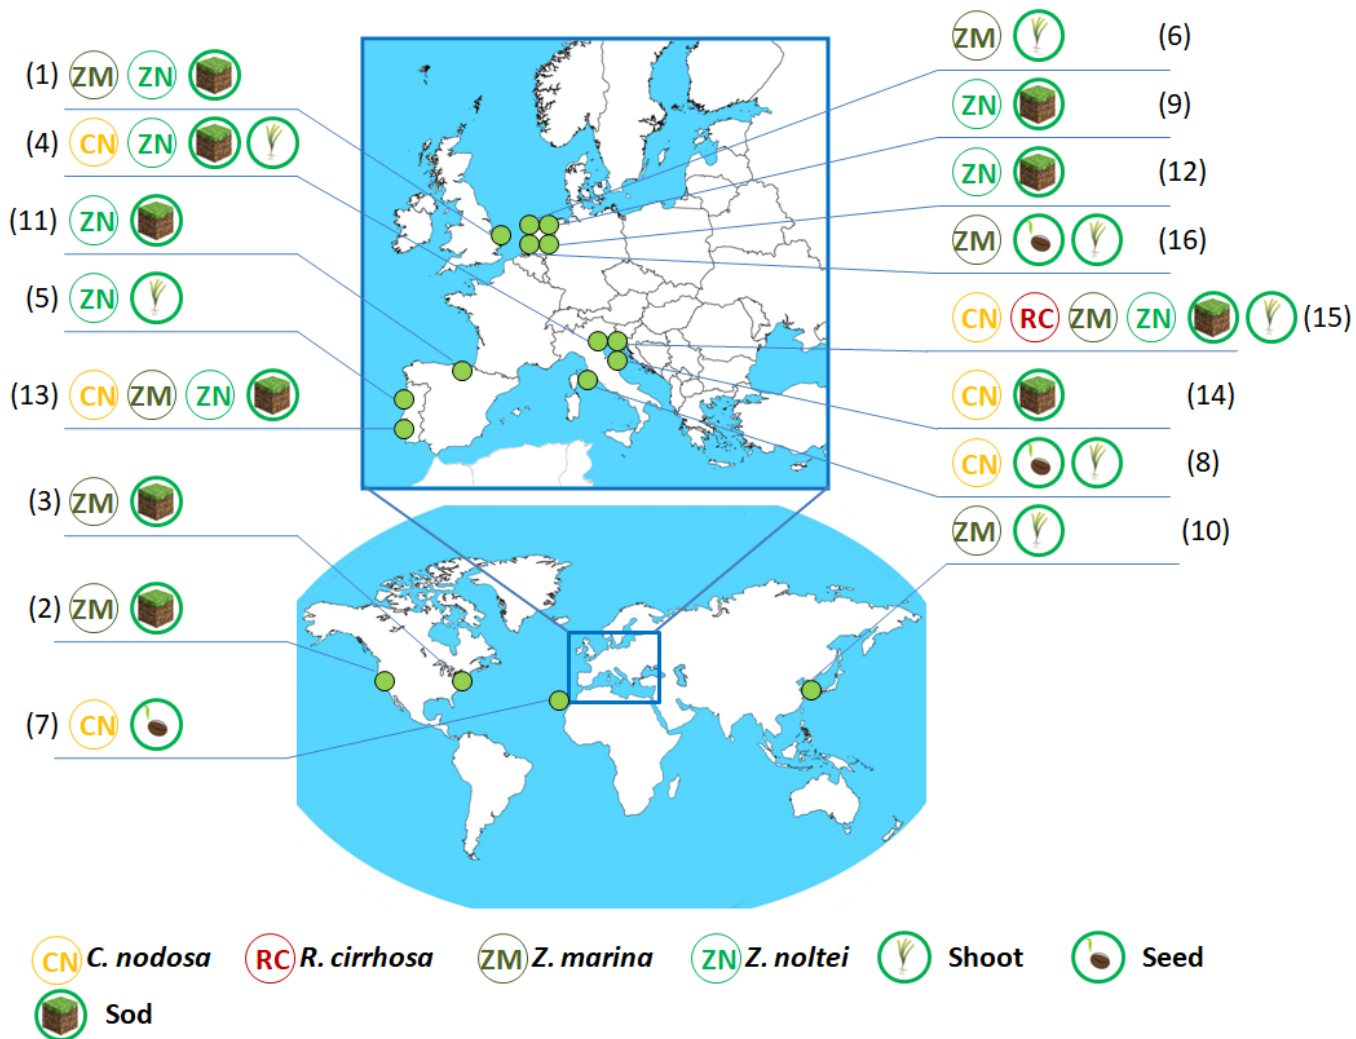 (1) ZM ZN
(4) CN ZN
(11) ZN
(5) ZN
(13) CN ZM ZN
(3) ZM
(2) ZM
(7) CN
ZM (6)
ZN (9)
ZN (12)
ZM (16)
CN RC ZM ZN (15)
CN (14)
CN (8)
ZM (10)
CN C. nodosa RC R. cirrhosa ZM Z. marina ZN Z. noltei Shoot Seed
Sod